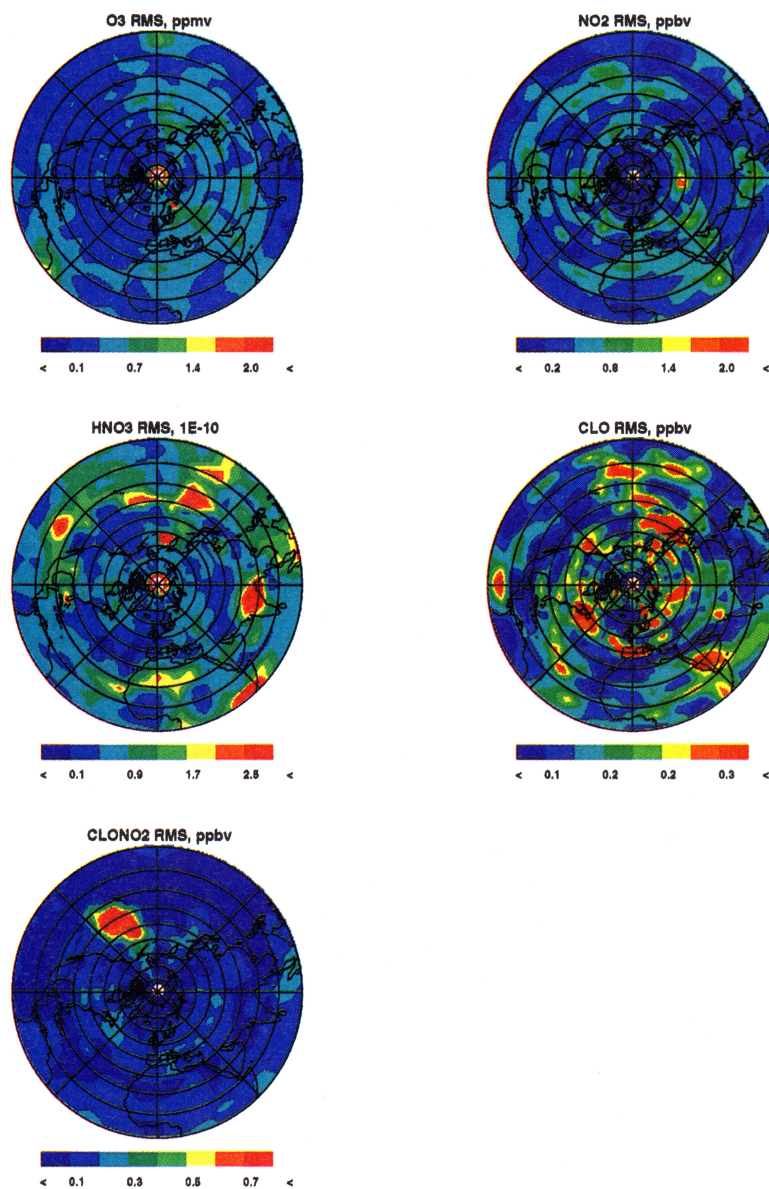 O3 RMS, ppmv
< 0.1 0.7 1.4 2.0 <
NO2 RMS, ppbv
< 0.2 0.8 1.4 2.0 <
HNO3 RMS, 1E-10
< 0.1 0.9 1.7 2.5 <
CLO RMS, ppbv
< 0.1 0.2 0.2 0.3 <
CLONO2 RMS, ppbv
< 0.1 0.3 0.5 0.7 <